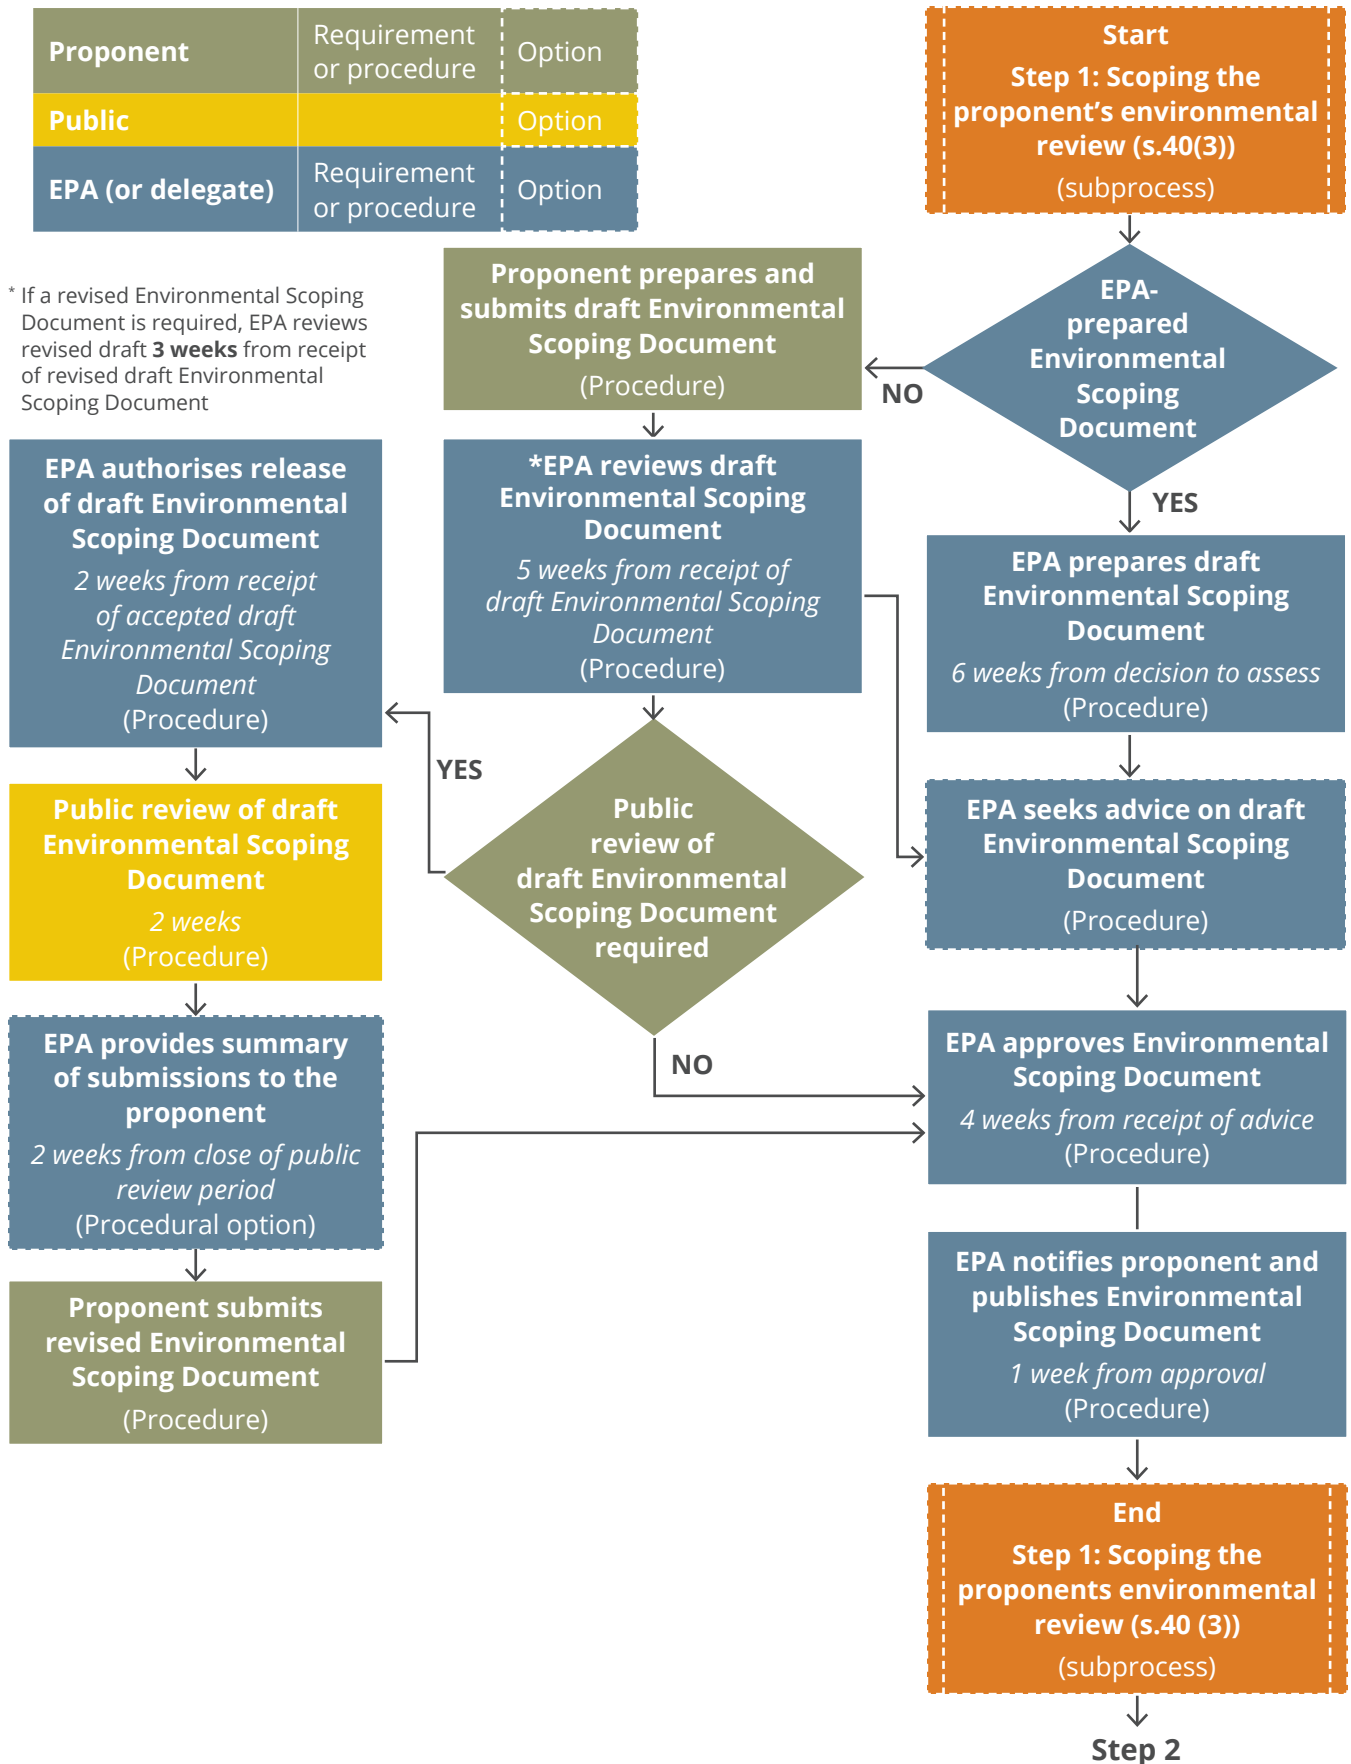 Proponent
Requirement
or procedure
Option
Public
Option
EPA (or delegate)
Requirement
or procedure
Option
* If a revised Environmental Scoping
Document is required, EPA reviews
revised draft 3 weeks from receipt
of revised draft Environmental
Scoping Document
Start
Step 1: Scoping the
proponent’s environmental
review (s.40(3))
(subprocess)
EPA-
prepared
Environmental
Scoping
Document
NO
YES
Proponent prepares and
submits draft Environmental
Scoping Document
(Procedure)
*EPA reviews draft
Environmental Scoping
Document
5 weeks from receipt of
draft Environmental Scoping
Document
(Procedure)
Public
review of
draft Environmental
Scoping Document
required
YES
NO
EPA authorises release
of draft Environmental
Scoping Document
2 weeks from receipt
of accepted draft
Environmental Scoping
Document
(Procedure)
Public review of draft
Environmental Scoping
Document
2 weeks
(Procedure)
EPA provides summary
of submissions to the
proponent
2 weeks from close of public
review period
(Procedural option)
Proponent submits
revised Environmental
Scoping Document
(Procedure)
EPA prepares draft
Environmental Scoping
Document
6 weeks from decision to assess
(Procedure)
EPA seeks advice on draft
Environmental Scoping
Document
(Procedure)
EPA approves Environmental
Scoping Document
4 weeks from receipt of advice
(Procedure)
EPA notifies proponent and
publishes Environmental
Scoping Document
1 week from approval
(Procedure)
End
Step 1: Scoping the
proponents environmental
review (s.40 (3))
(subprocess)
Step 2